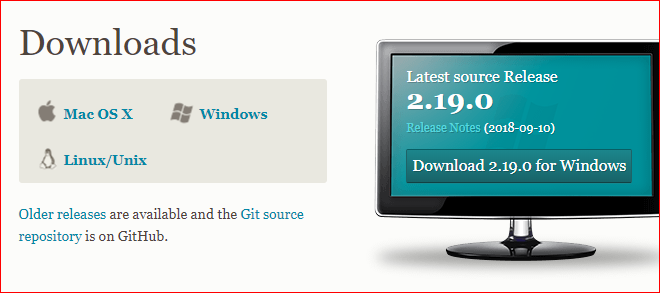 Downloads
Mac OS X
Windows
Linux/Unix
Older releases are available and the Git source
repository is on GitHub.
Latest source Release
2.19.0
Release Notes (2018-09-10)
Download 2.19.0 for Windows